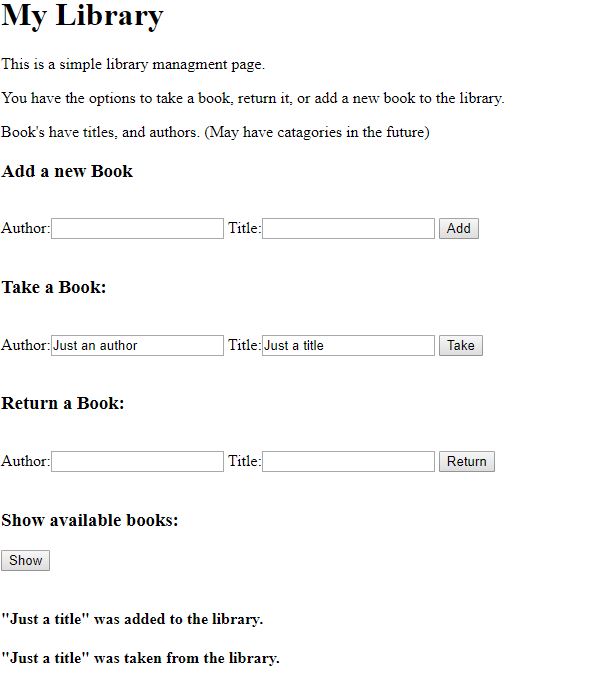 My Library
This is a simple library managment page.
You have the options to take a book, return it, or add a new book to the library.
Book's have titles, and authors. (May have catagories in the future)
Add a new Book
Author: Title: Add
Take a Book:
Author: Just an author Title: Just a title Take
Return a Book:
Author: Title: Return
Show available books:
Show
"Just a title" was added to the library.
"Just a title" was taken from the library.